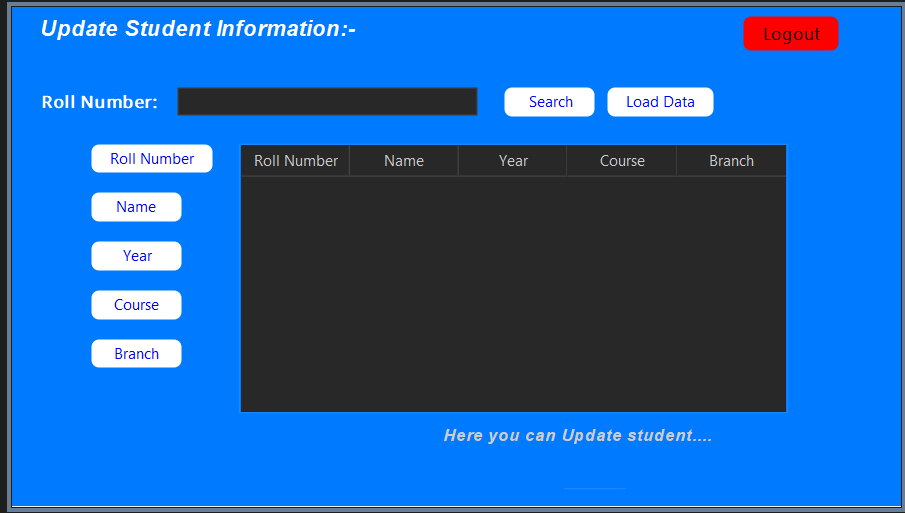 Update Student Information:-
Logout
Roll Number:
Search
Load Data
Roll Number
Name
Year
Course
Branch
Roll Number Name Year Course Branch
Here you can Update student....